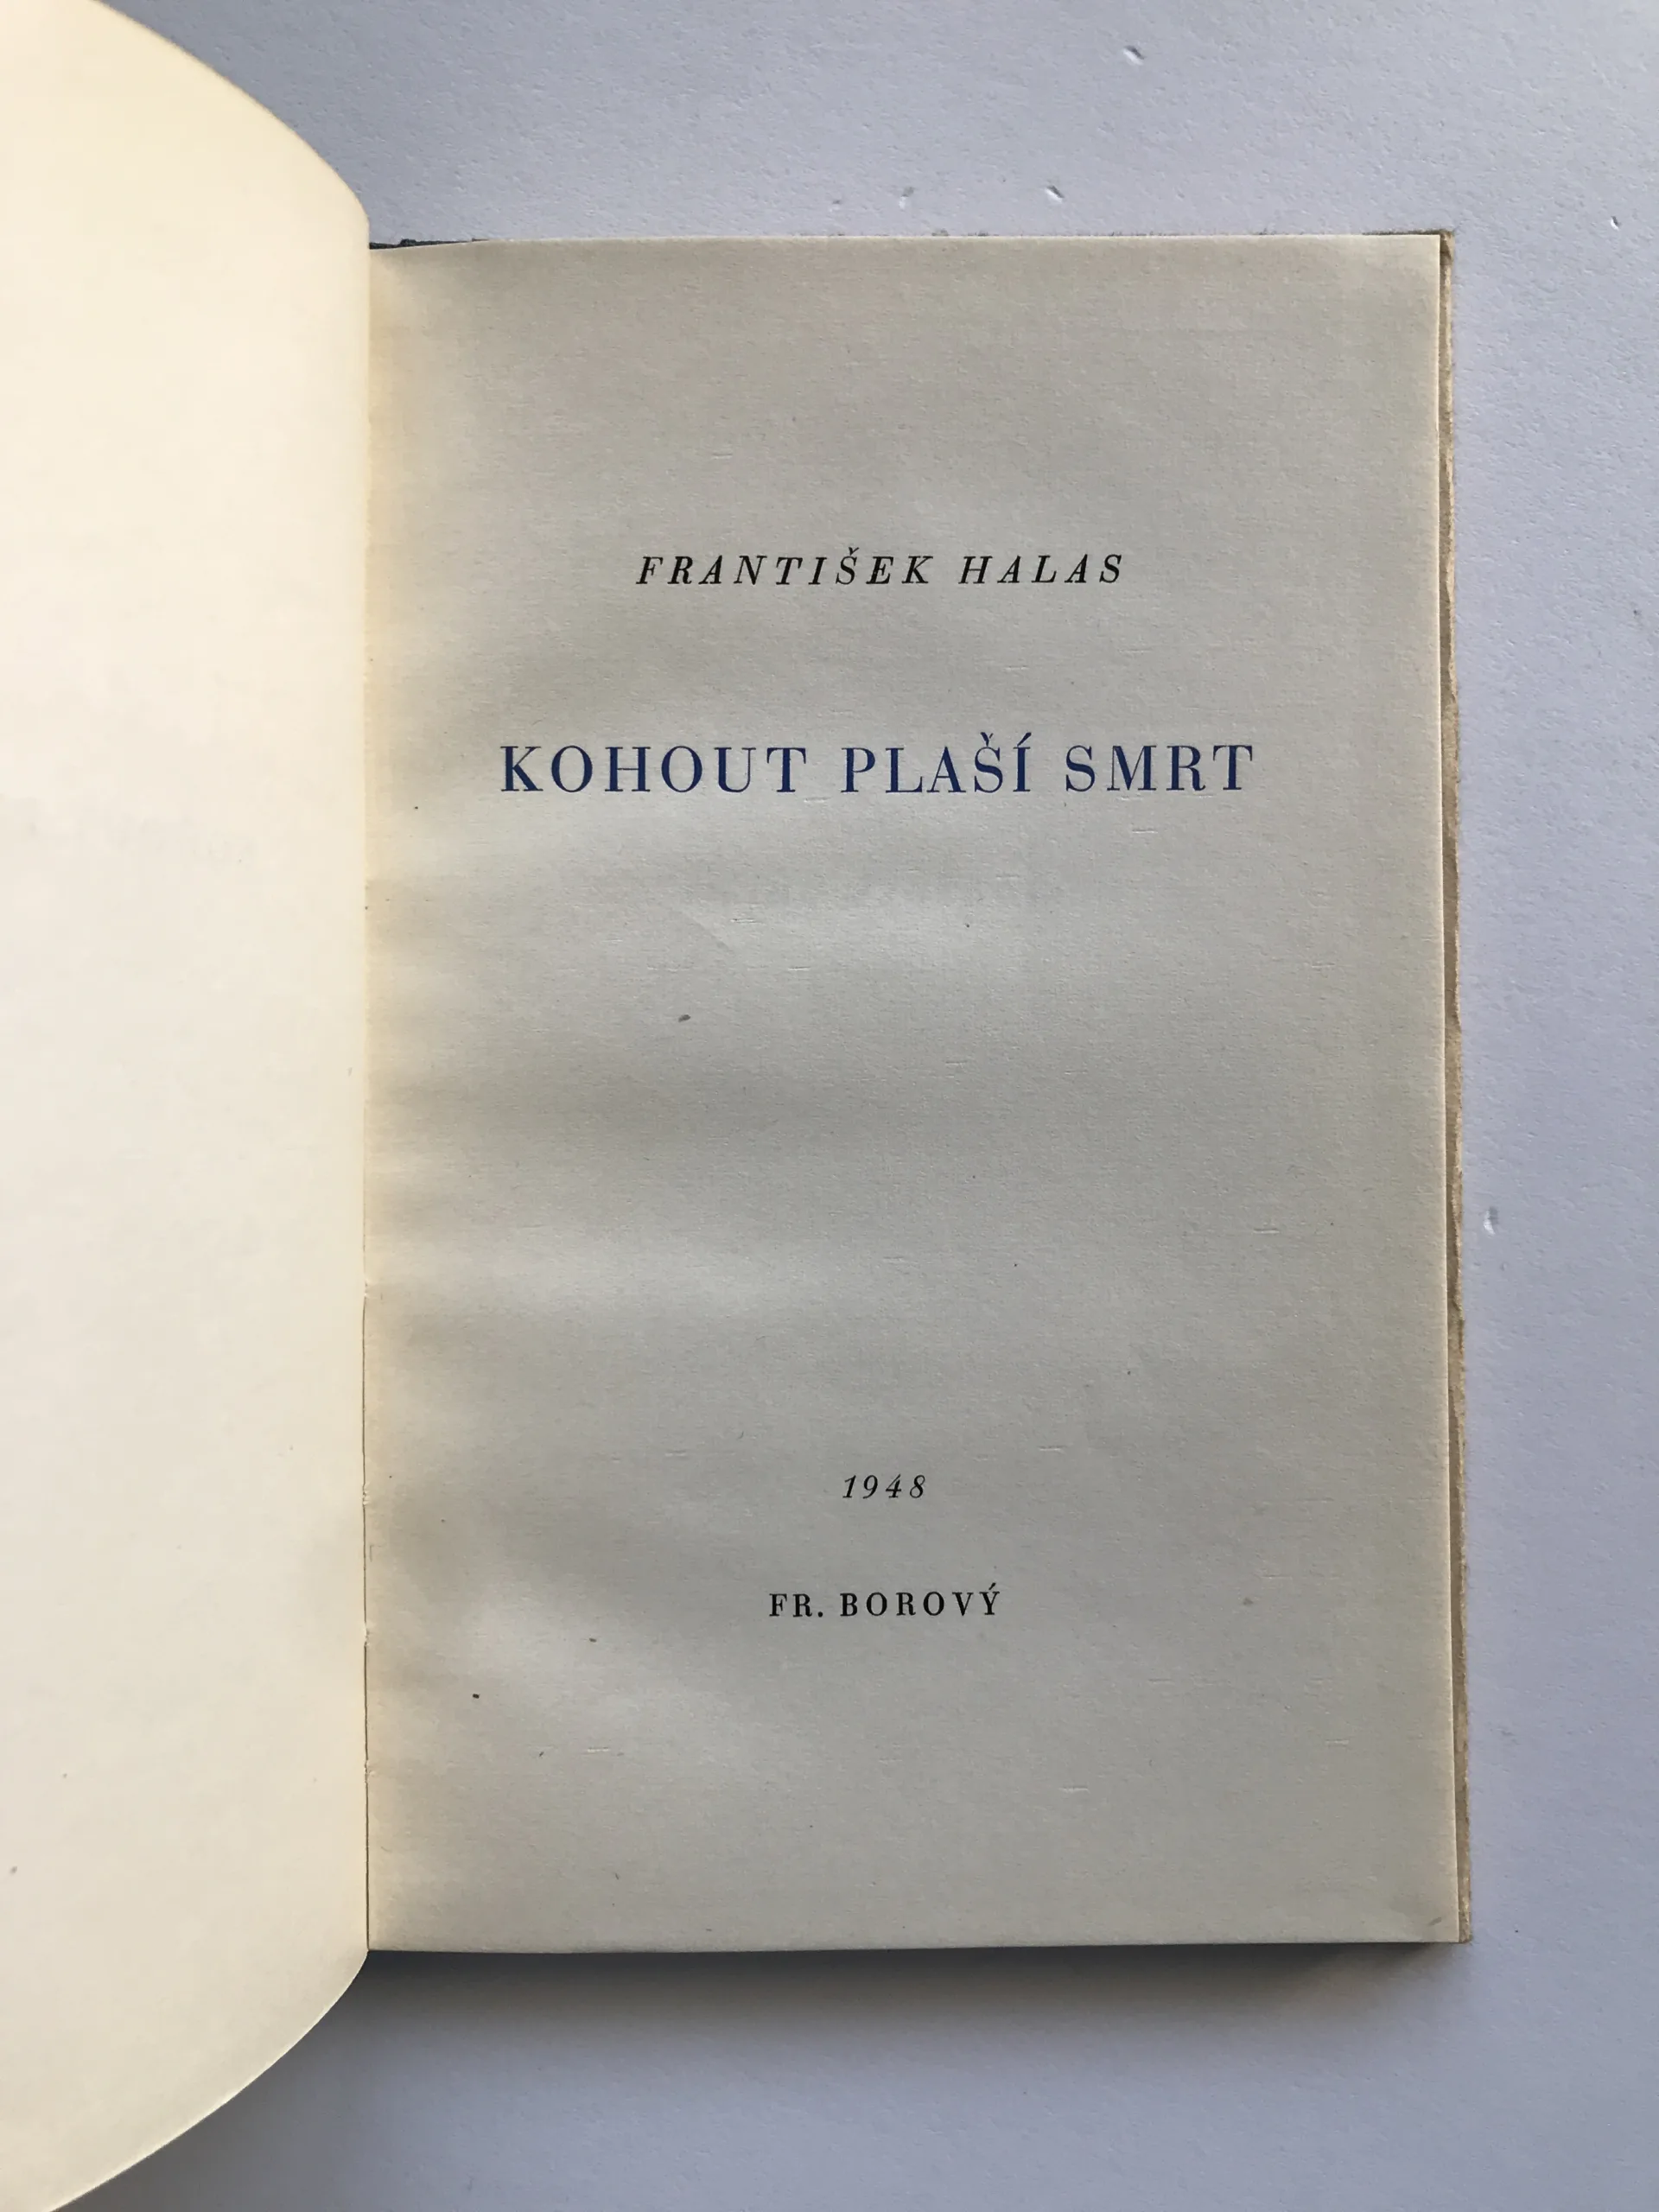 FRANTIŠEK HALAS
KOHOUT PLAŠÍ SMRT
1948
FR. BOROVÝ